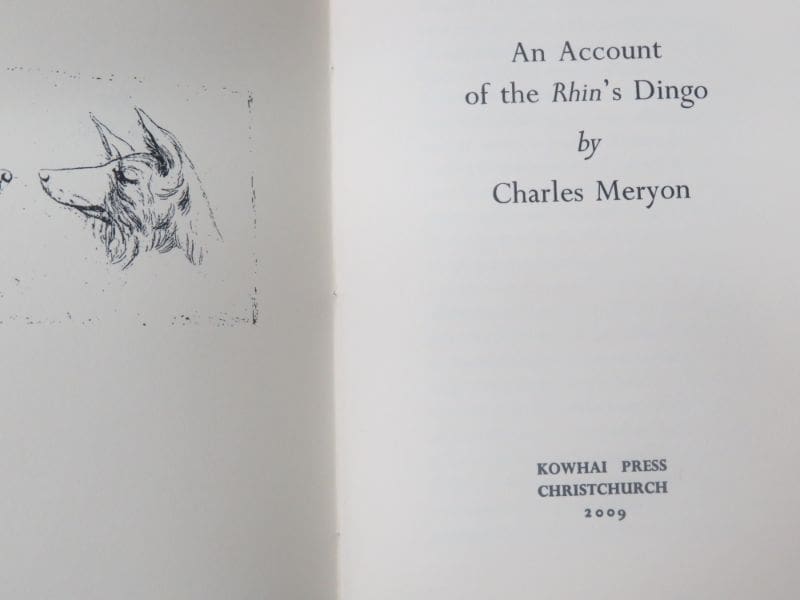 An Account
of the Rhin's Dingo
by
Charles Meryon
KOWHAI PRESS
CHRISTCHURCH
2009